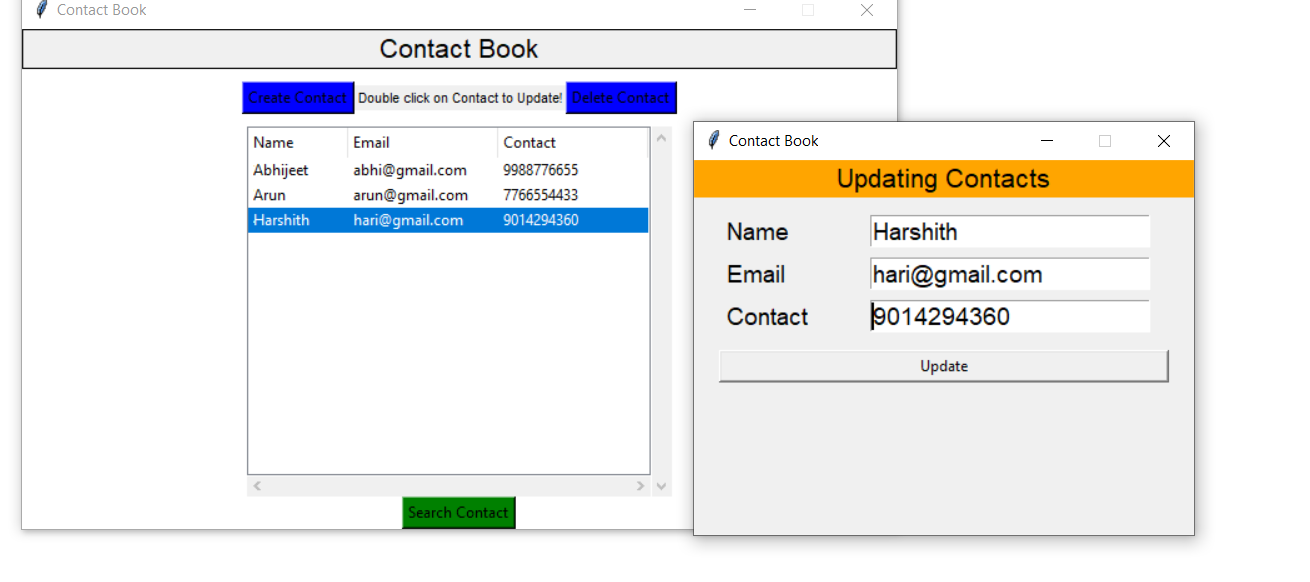 Contact Book
Contact Book
Create Contact Double click on Contact to Update! Delete Contact
Name Email Contact
Abhijeet abhi@gmail.com 9988776655
Arun arun@gmail.com 7766554433
Harshith hari@gmail.com 9014294360
Search Contact
Contact Book
Updating Contacts
Name Harshith
Email hari@gmail.com
Contact 9014294360
Update